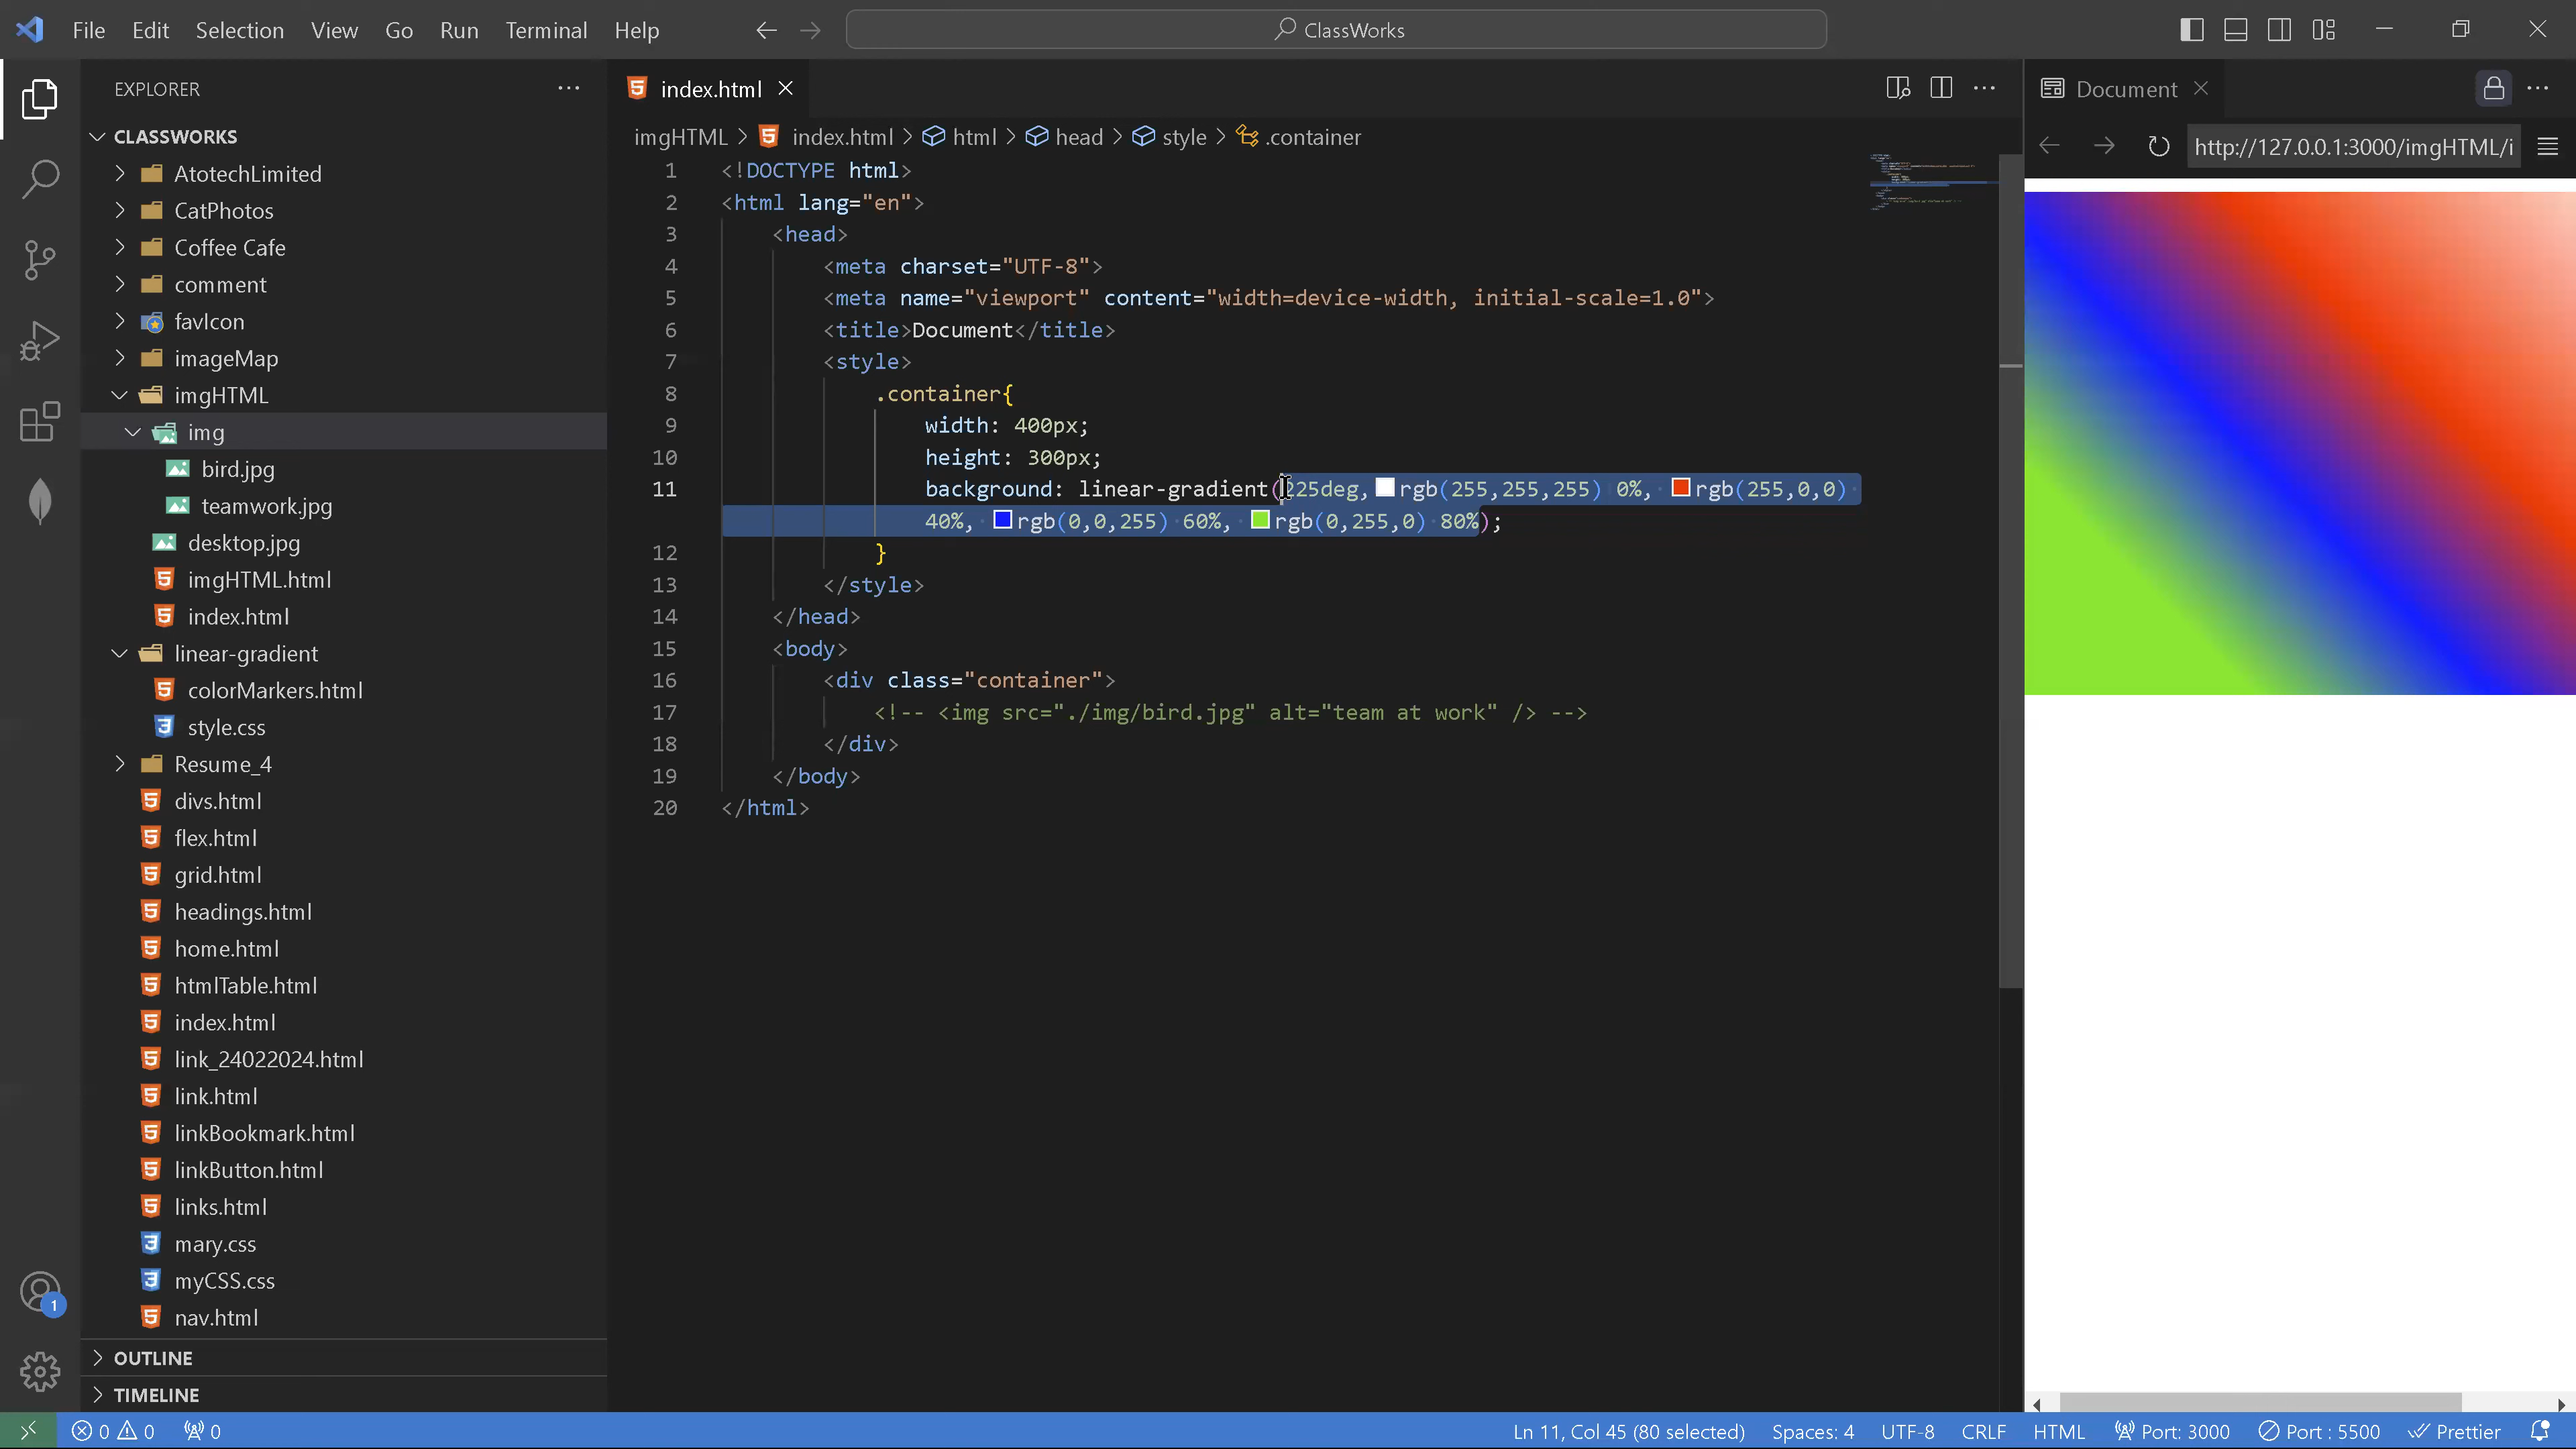 File Edit Selection View Go Run Terminal Help
ClassWorks
EXPLORER
CLASSWORKS
AtotechLimited
CatPhotos
Coffee Cafe
comment
favIcon
imageMap
imgHTML
img
bird.jpg
teamwork.jpg
desktop.jpg
imgHTML.html
index.html
linear-gradient
colorMarkers.html
style.css
Resume_4
divs.html
flex.html
grid.html
headings.html
home.html
htmlTable.html
index.html
link_24022024.html
link.html
linkBookmark.html
linkButton.html
links.html
mary.css
myCSS.css
nav.html
OUTLINE
TIMELINE
index.html
imgHTML > index.html > html > head > style > .container
1 <!DOCTYPE html>
2 <html lang="en">
3 <head>
4 <meta charset="UTF-8">
5 <meta name="viewport" content="width=device-width, initial-scale=1.0">
6 <title>Document</title>
7 <style>
8 .container{
9 width: 400px;
10 height: 300px;
11 background: linear-gradient(225deg, rgb(255,255,255) 0%, rgb(255,0,0)
40%, rgb(0,0,255) 60%, rgb(0,255,0) 80%);
12 }
13 </style>
14 </head>
15 <body>
16 <div class="container">
17 <!-- <img src="./img/bird.jpg" alt="team at work" /> -->
18 </div>
19 </body>
20 </html>
Document
http://127.0.0.1:3000/imgHTML/i
1
0 0 0
Ln 11, Col 45 (80 selected) Spaces: 4 UTF-8 CRLF HTML Port: 3000 Port : 5500 Prettier